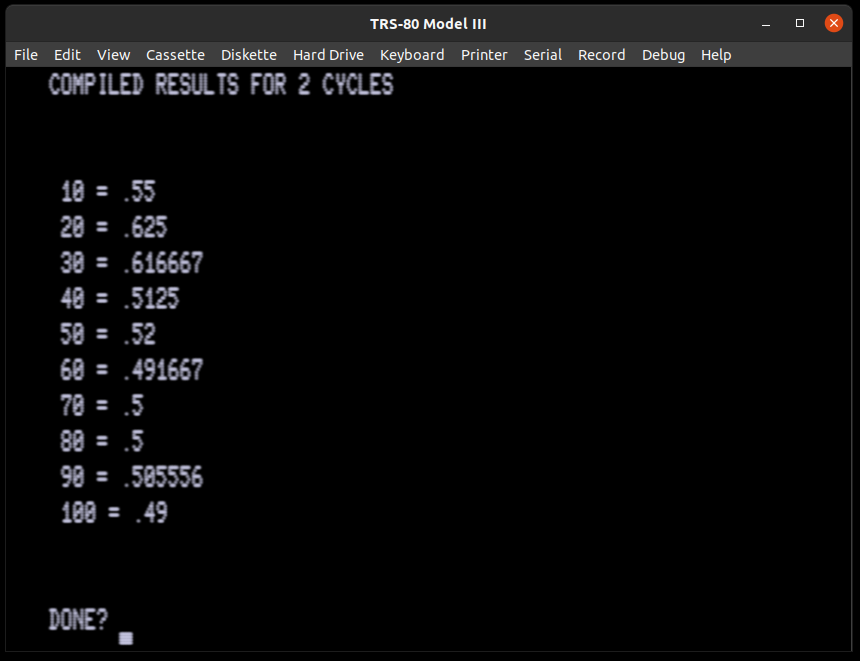 TRS-80 Model III
File Edit View Cassette Diskette Hard Drive Keyboard Printer Serial Record Debug Help
COMPILED RESULTS FOR 2 CYCLES
10 = .55
20 = .625
30 = .616667
40 = .5125
50 = .52
60 = .491667
70 = .5
80 = .5
90 = .505556
100 = .49
DONE?